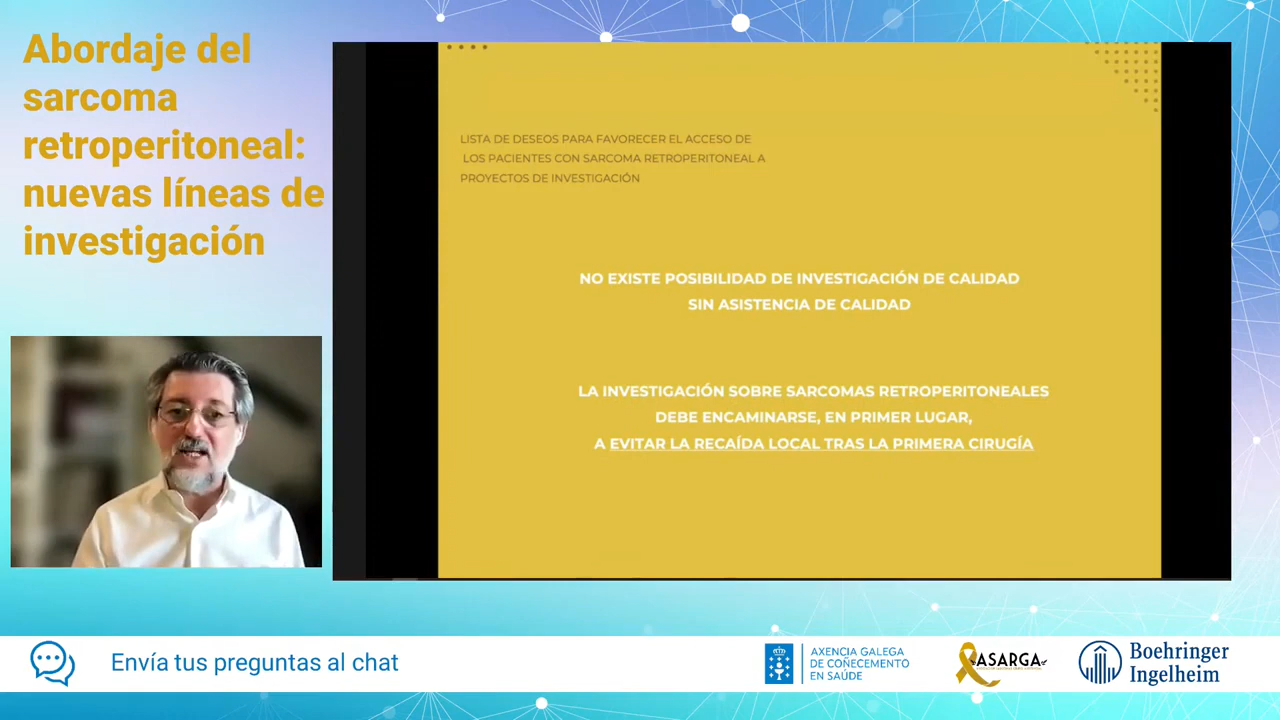 Abordaje del
sarcoma
retroperitoneal:
nuevas líneas de
investigación
LISTA DE DESEOS PARA FAVORECER EL ACCESO DE
LOS PACIENTES CON SARCOMA RETROPERITONEAL A
PROYECTOS DE INVESTIGACIÓN
NO EXISTE POSIBILIDAD DE INVESTIGACIÓN DE CALIDAD
SIN ASISTENCIA DE CALIDAD
LA INVESTIGACIÓN SOBRE SARCOMAS RETROPERITONEALES
DEBE ENCAMINARSE, EN PRIMER LUGAR,
A EVITAR LA RECAÍDA LOCAL TRAS LA PRIMERA CIRUGÍA
Envía tus preguntas al chat
AXENCIA GALEGA
DE COÑECEMENTO
EN SAÚDE
ASARGA
Boehringer
Ingelheim